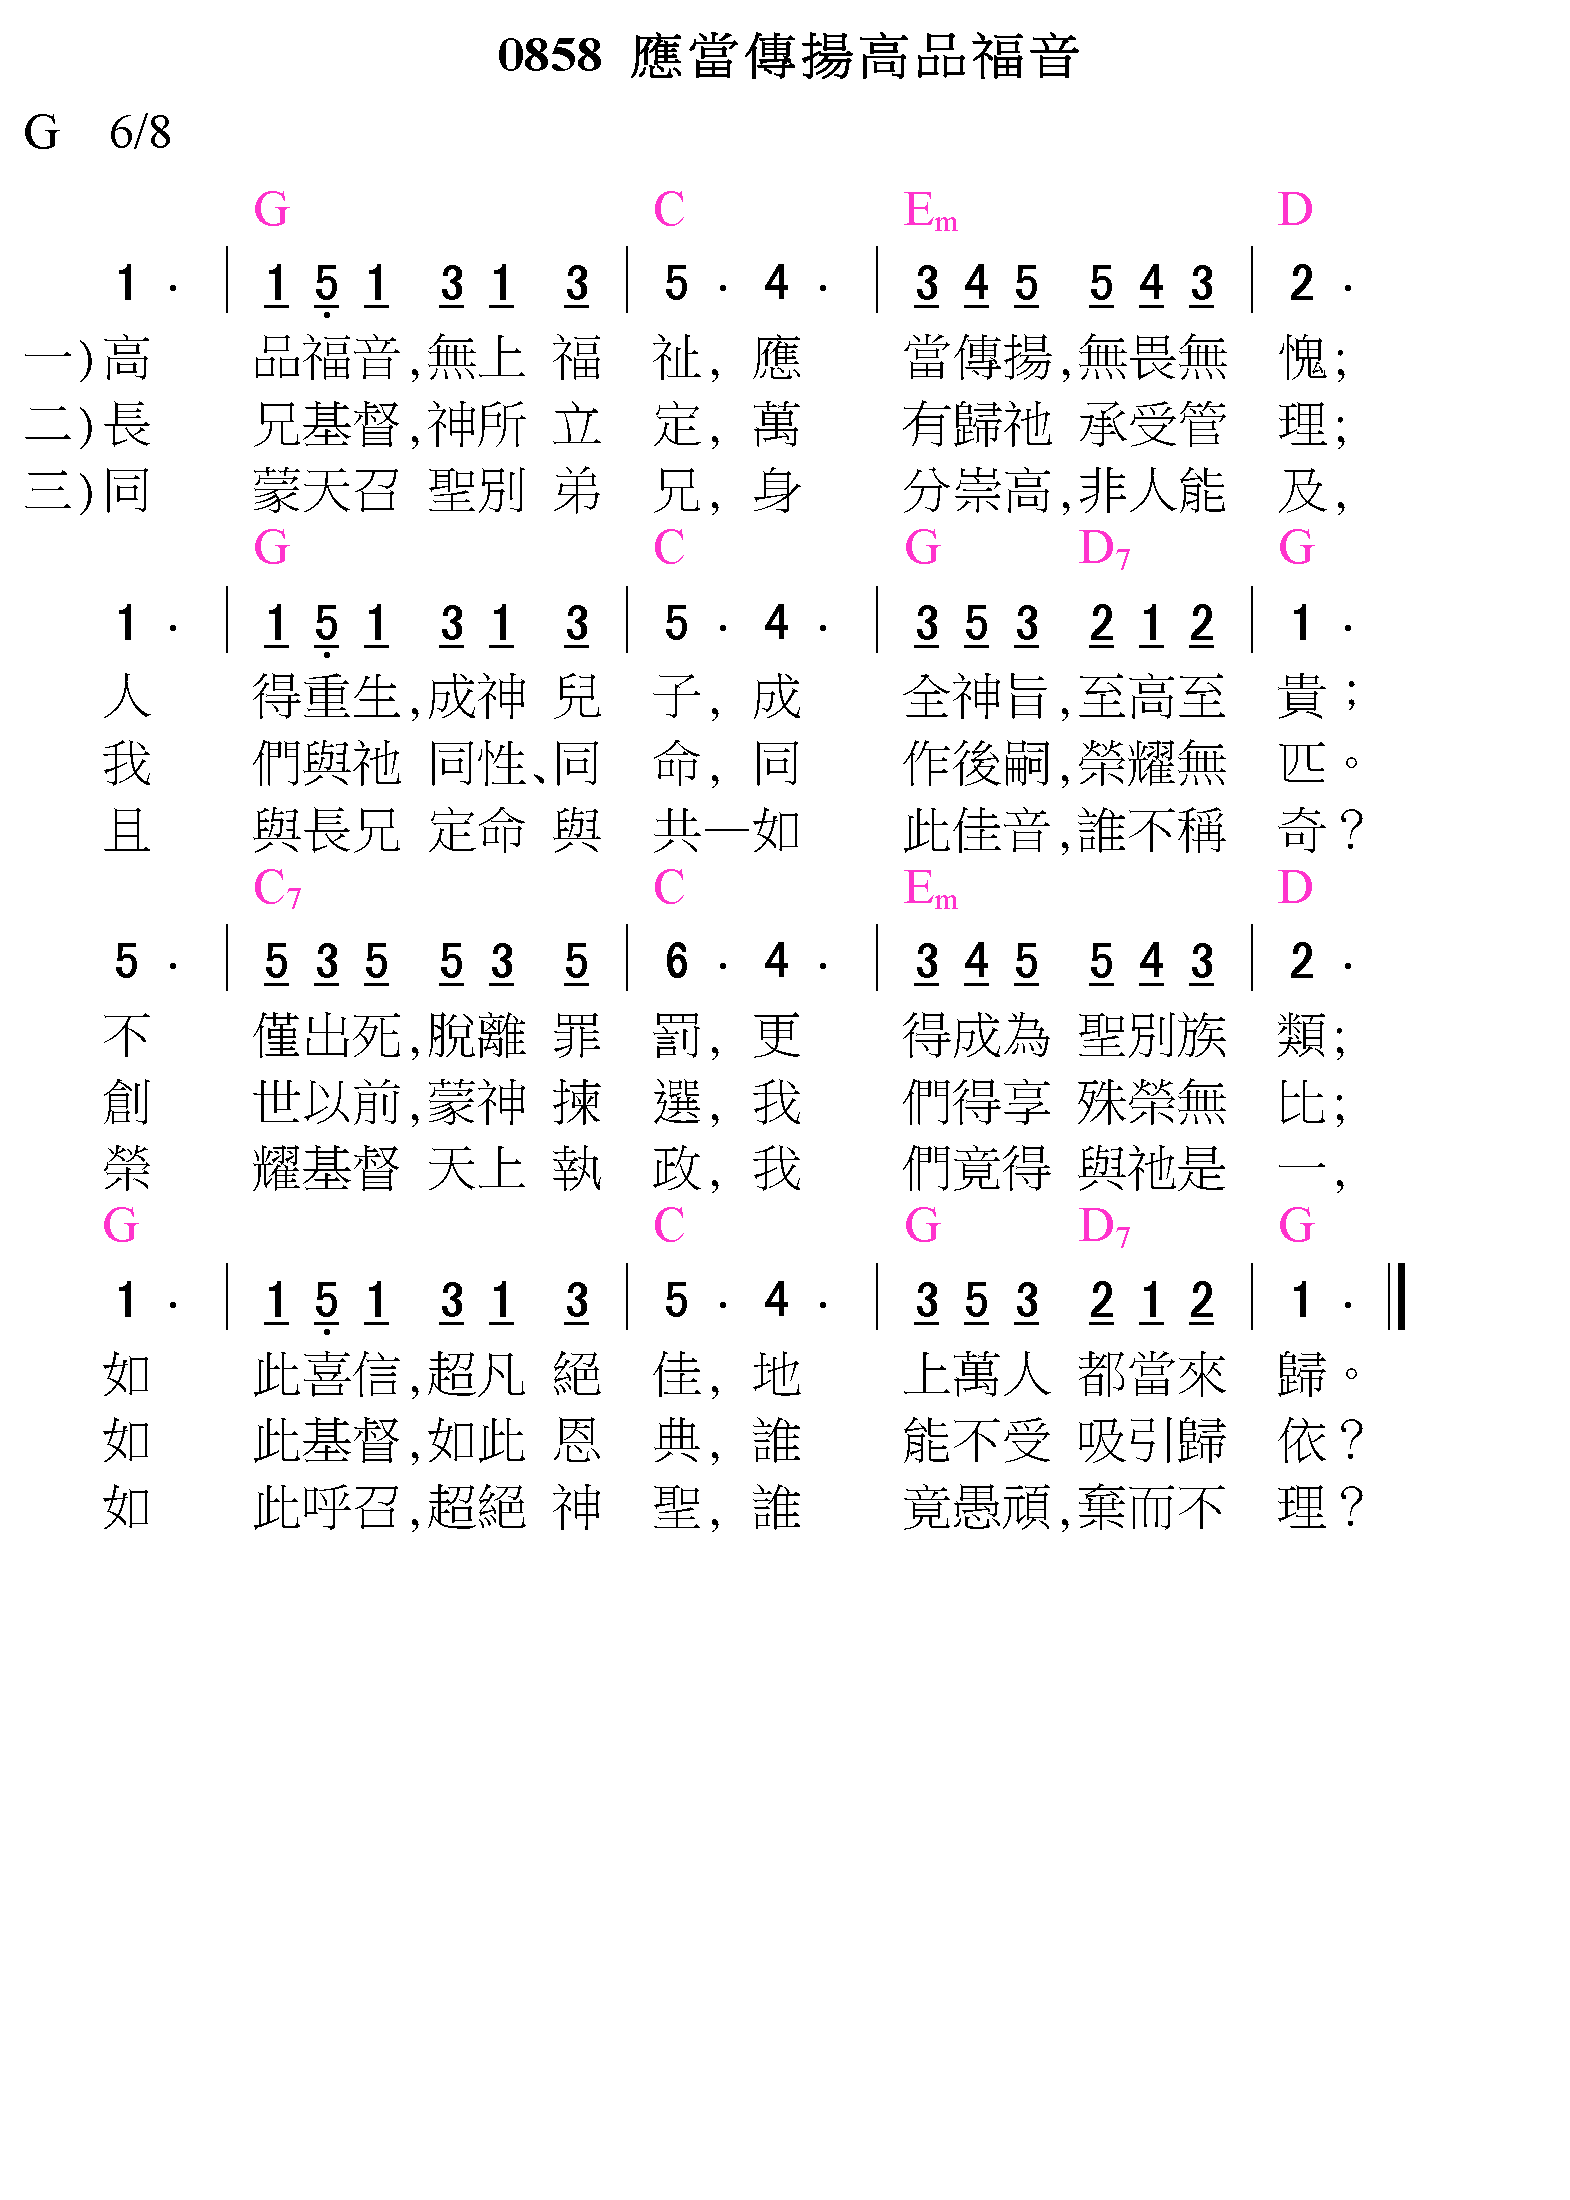 0858 應當傳揚高品福音
G 6/8
G C Em D
1 · | 1 5 1 3 1 3 | 5 · 4 · | 3 4 5 5 4 3 | 2 ·
一)高 品福音,無上 福 祉, 應 當傳揚,無畏無 愧;
二)長 兄基督,神所 立 定, 萬 有歸祂 承受管 理;
三)同 蒙天召 聖別 弟 兄, 身 分崇高,非人能 及,
G C G D7 G
1 · | 1 5 1 3 1 3 | 5 · 4 · | 3 5 3 2 1 2 | 1 ·
人 得重生,成神 兒 子, 成 全神旨,至高至 貴;
我 們與祂 同性、同 命, 同 作後嗣,榮耀無 匹。
且 與長兄 定命 與 共—如 此佳音,誰不稱 奇?
C7 C Em D
5 · | 5 3 5 5 3 5 | 6 · 4 · | 3 4 5 5 4 3 | 2 ·
不 僅出死,脫離 罪 罰, 更 得成為 聖別族 類;
創 世以前,蒙神 揀 選, 我 們得享 殊榮無 比;
榮 耀基督 天上 執 政, 我 們竟得 與祂是 一,
G C G D7 G
1 · | 1 5 1 3 1 3 | 5 · 4 · | 3 5 3 2 1 2 | 1 · ‖
如 此喜信,超凡 絕 佳, 地 上萬人 都當來 歸。
如 此基督,如此 恩 典, 誰 能不受 吸引歸 依?
如 此呼召,超絕 神 聖, 誰 竟愚頑,棄而不 理?